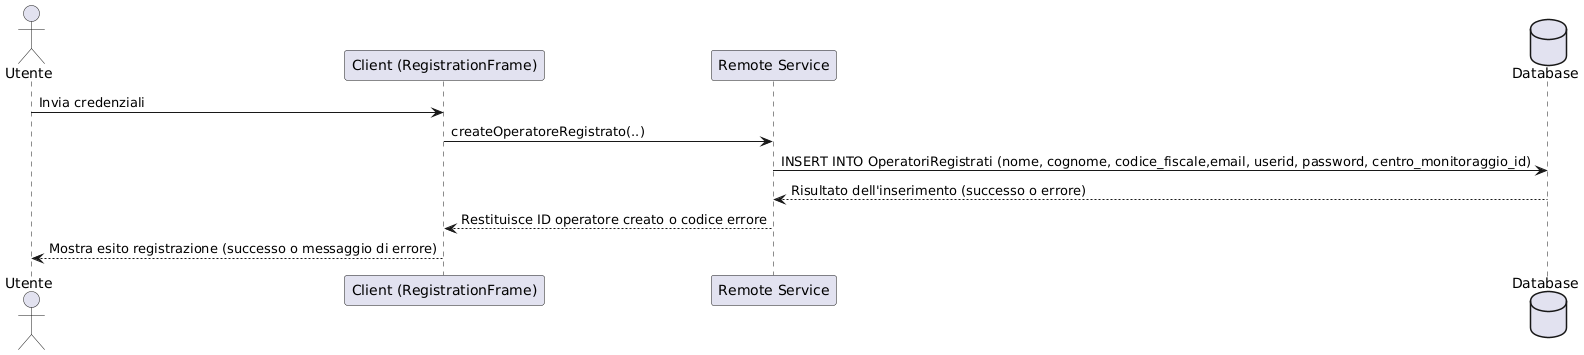 Utente
Client (RegistrationFrame)
Remote Service
Database
Invia credenziali
createOperatoreRegistrato(..)
INSERT INTO OperatoriRegistrati (nome, cognome, codice_fiscale,email, userid, password, centro_monitoraggio_id)
Risultato dell'inserimento (successo o errore)
Restituisce ID operatore creato o codice errore
Mostra esito registrazione (successo o messaggio di errore)
Utente
Client (RegistrationFrame)
Remote Service
Database